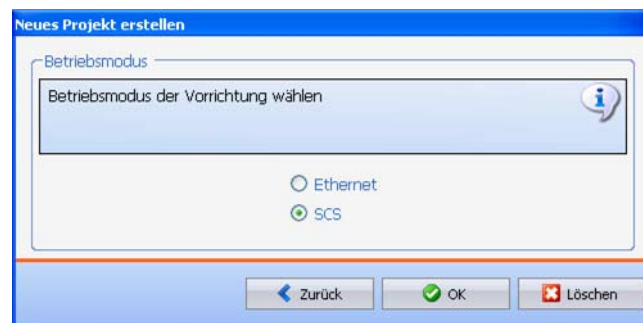 Neues Projekt erstellen
Betriebsmodus
Betriebsmodus der Vorrichtung wählen
Ethernet
SCS
Zurück
OK
Löschen